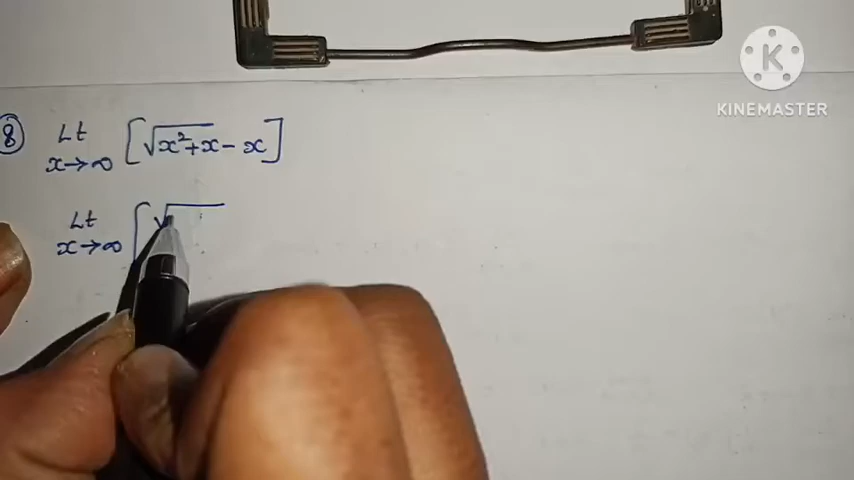 KINEMASTER
⑧ Lt x→∞ [√x²+x - x]
Lt x→∞ [√